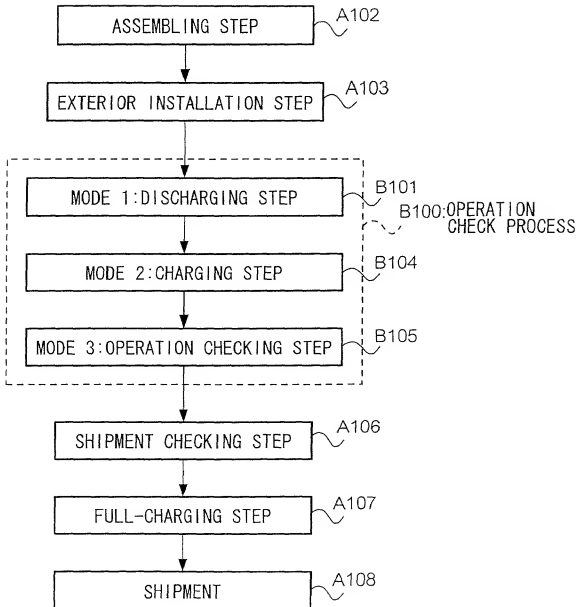 ASSEMBLING STEP
A102
EXTERIOR INSTALLATION STEP
A103
MODE 1:DISCHARGING STEP
B101
B100:OPERATION
CHECK PROCESS
MODE 2:CHARGING STEP
B104
MODE 3:OPERATION CHECKING STEP
B105
SHIPMENT CHECKING STEP
A106
FULL-CHARGING STEP
A107
SHIPMENT
A108